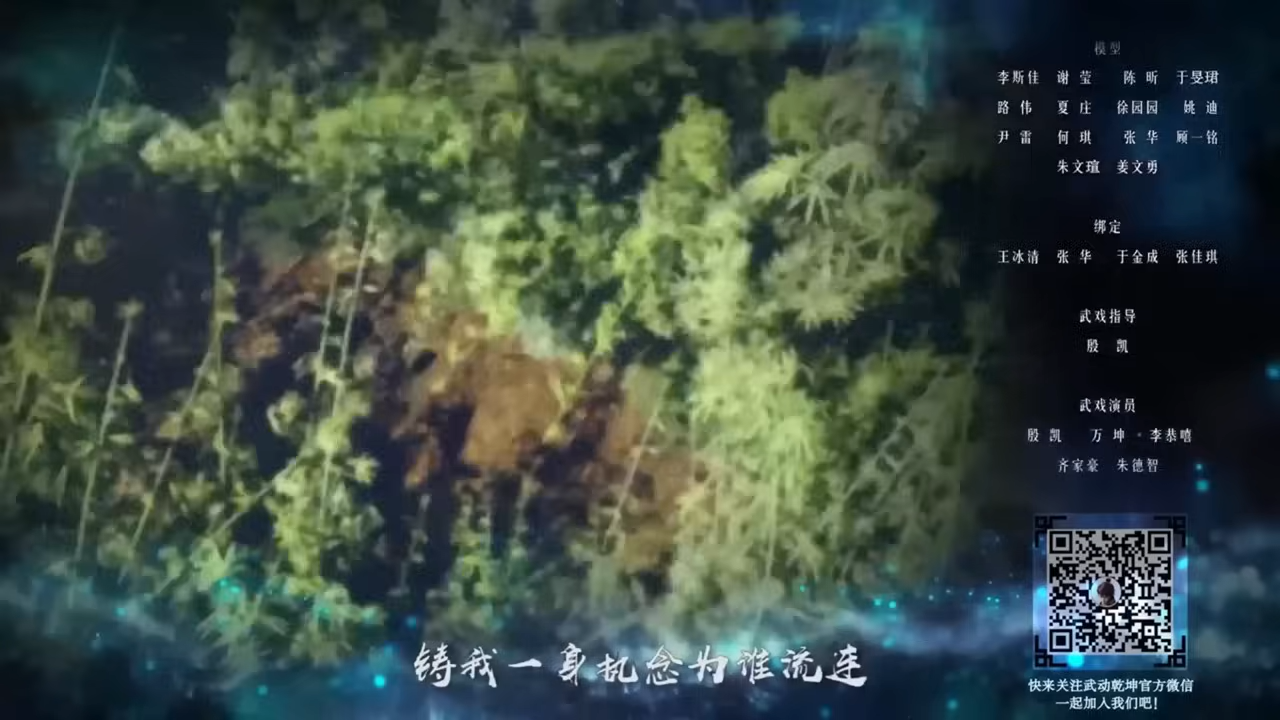 模型
李斯佳 谢莹 陈昕 于旻珺
路伟 夏庄 徐园园 姚迪
尹雷 何琪 张华 顾一铭
朱文瑄 姜文勇
绑定
王冰清 张华 于金成 张佳琪
武戏指导
殷凯
武戏演员
殷凯 万坤 李恭嘻
齐家豪 朱德智
铸我一身执念为谁流连
快来关注武动乾坤官方微信
一起加入我们吧！